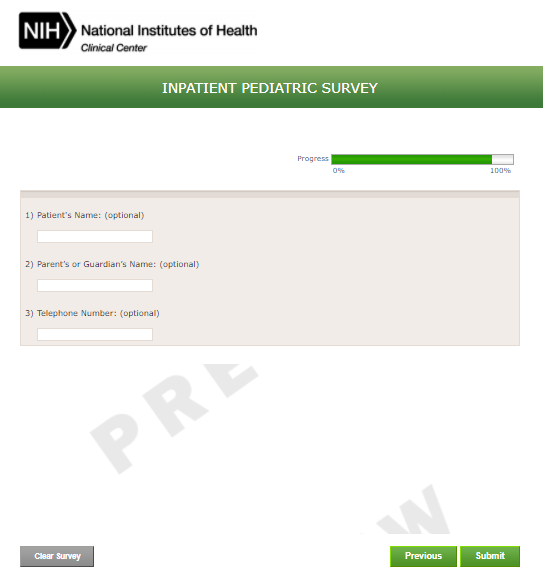 NIH National Institutes of Health
Clinical Center
INPATIENT PEDIATRIC SURVEY
Progress
0% 100%
1) Patient's Name: (optional)
2) Parent's or Guardian's Name: (optional)
3) Telephone Number: (optional)
PRE
W
Clear Survey Previous Submit